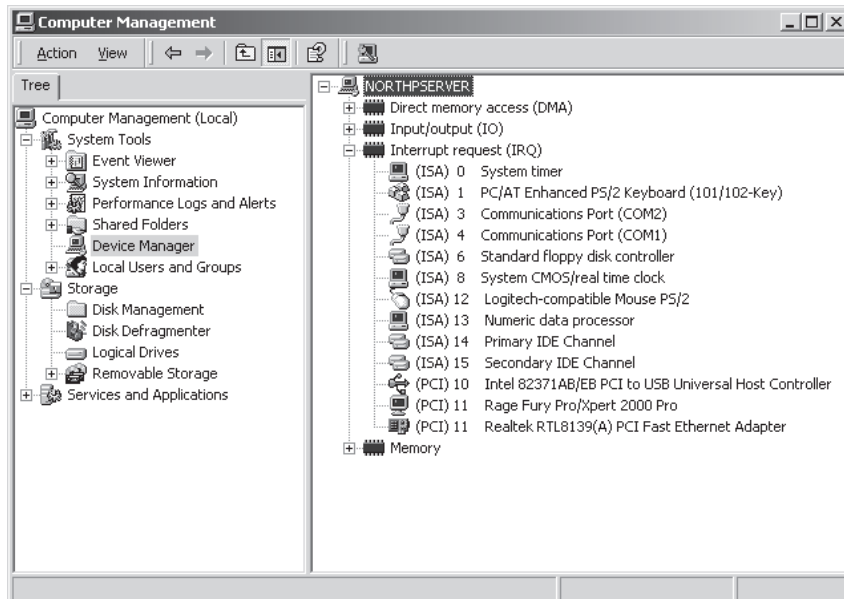 Computer Management
Action View
Tree
Computer Management (Local)
System Tools
Event Viewer
System Information
Performance Logs and Alerts
Shared Folders
Device Manager
Local Users and Groups
Storage
Disk Management
Disk Defragmenter
Logical Drives
Removable Storage
Services and Applications
NORTHPSERVER
Direct memory access (DMA)
Input/output (IO)
Interrupt request (IRQ)
(ISA) 0 System timer
(ISA) 1 PC/AT Enhanced PS/2 Keyboard (101/102-Key)
(ISA) 3 Communications Port (COM2)
(ISA) 4 Communications Port (COM1)
(ISA) 6 Standard floppy disk controller
(ISA) 8 System CMOS/real time clock
(ISA) 12 Logitech-compatible Mouse PS/2
(ISA) 13 Numeric data processor
(ISA) 14 Primary IDE Channel
(ISA) 15 Secondary IDE Channel
(PCI) 10 Intel 82371AB/EB PCI to USB Universal Host Controller
(PCI) 11 Rage Fury Pro/Xpert 2000 Pro
(PCI) 11 Realtek RTL8139(A) PCI Fast Ethernet Adapter
Memory